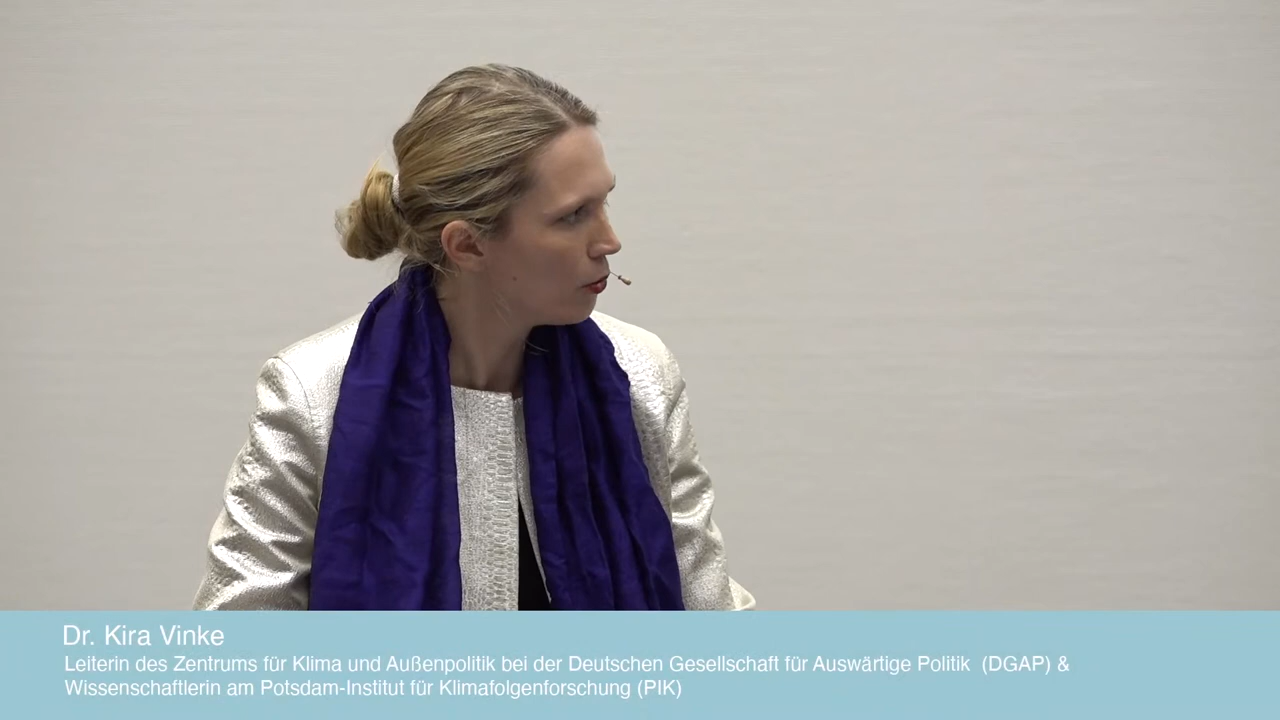 Dr. Kira Vinke
Leiterin des Zentrums für Klima und Außenpolitik bei der Deutschen Gesellschaft für Auswärtige Politik (DGAP) &
Wissenschaftlerin am Potsdam-Institut für Klimafolgenforschung (PIK)